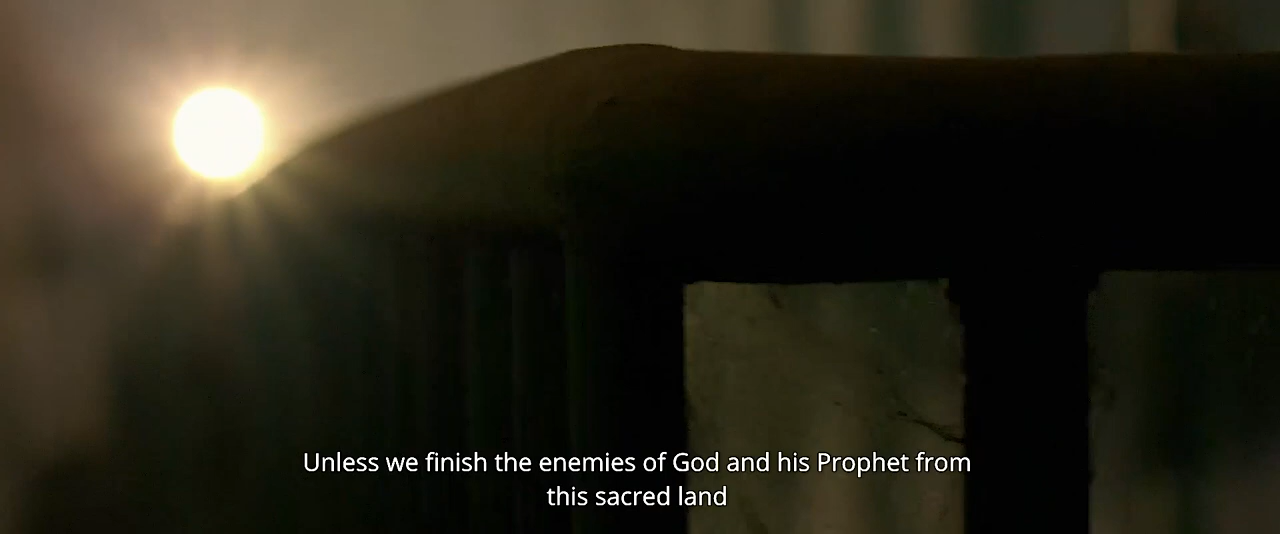 Unless we finish the enemies of God and his Prophet from
this sacred land